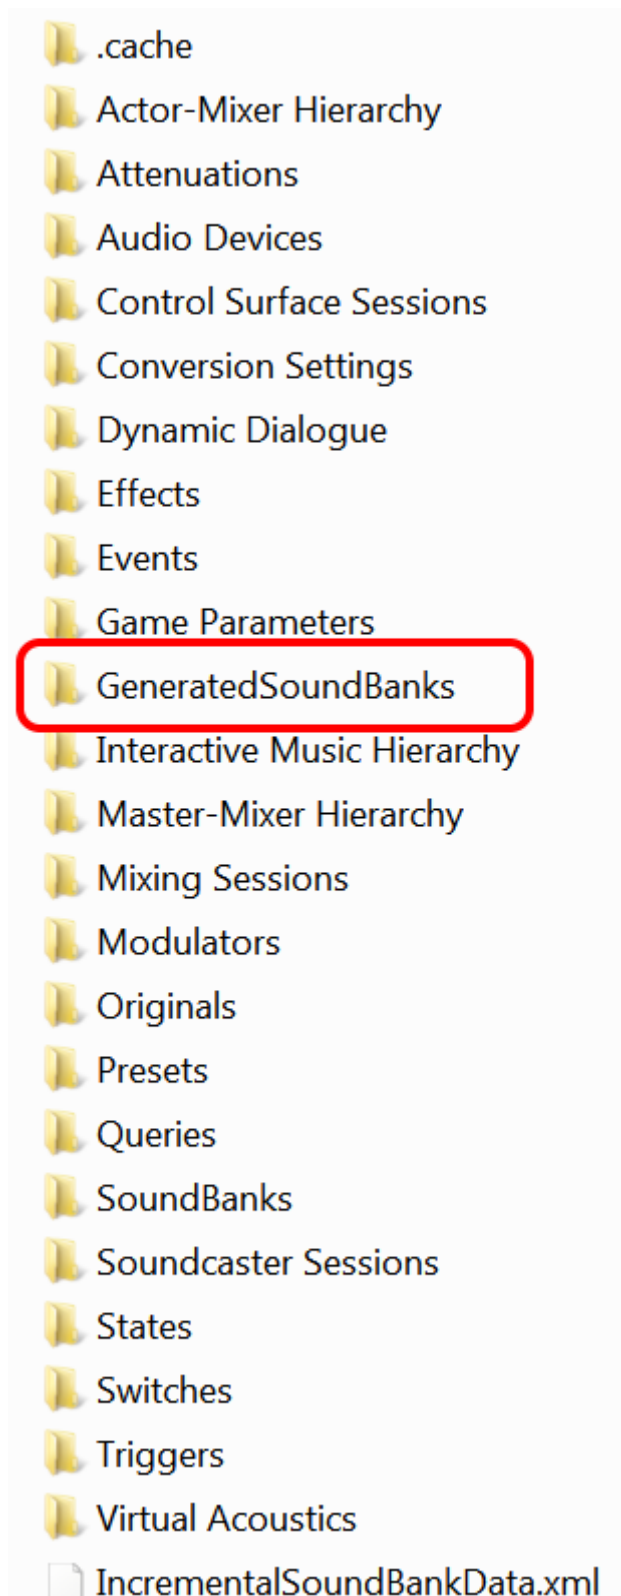 .cache
Actor-Mixer Hierarchy
Attenuations
Audio Devices
Control Surface Sessions
Conversion Settings
Dynamic Dialogue
Effects
Events
Game Parameters
GeneratedSoundBanks
Interactive Music Hierarchy
Master-Mixer Hierarchy
Mixing Sessions
Modulators
Originals
Presets
Queries
SoundBanks
Soundcaster Sessions
States
Switches
Triggers
Virtual Acoustics
IncrementalSoundBankData.xml